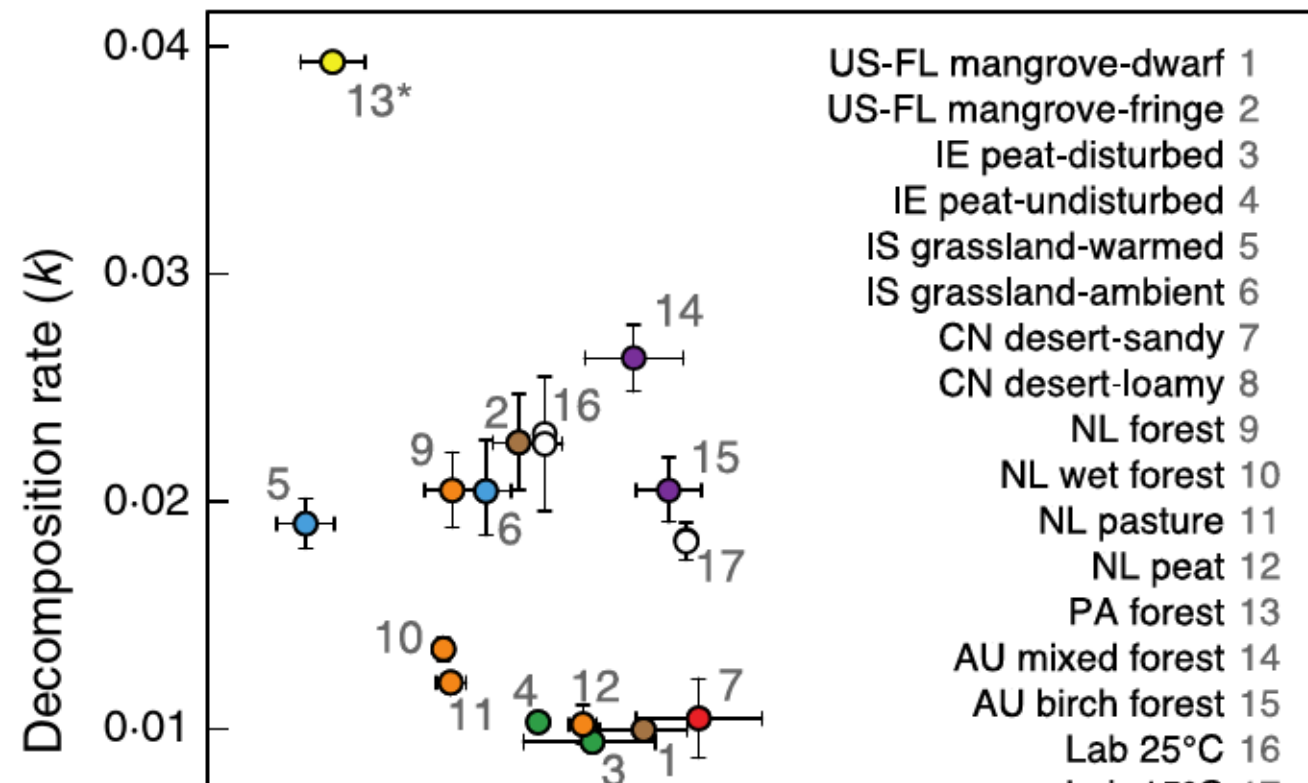 0·04
13*
US-FL mangrove-dwarf 1
US-FL mangrove-fringe 2
IE peat-disturbed 3
IE peat-undisturbed 4
IS grassland-warmed 5
IS grassland-ambient 6
CN desert-sandy 7
CN desert-loamy 8
NL forest 9
NL wet forest 10
NL pasture 11
NL peat 12
PA forest 13
AU mixed forest 14
AU birch forest 15
Lab 25°C 16
Decomposition rate (k)
0·03
14
2 16
9
15
5
0·02
6
17
10
11
4 12 7
0·01
3 1